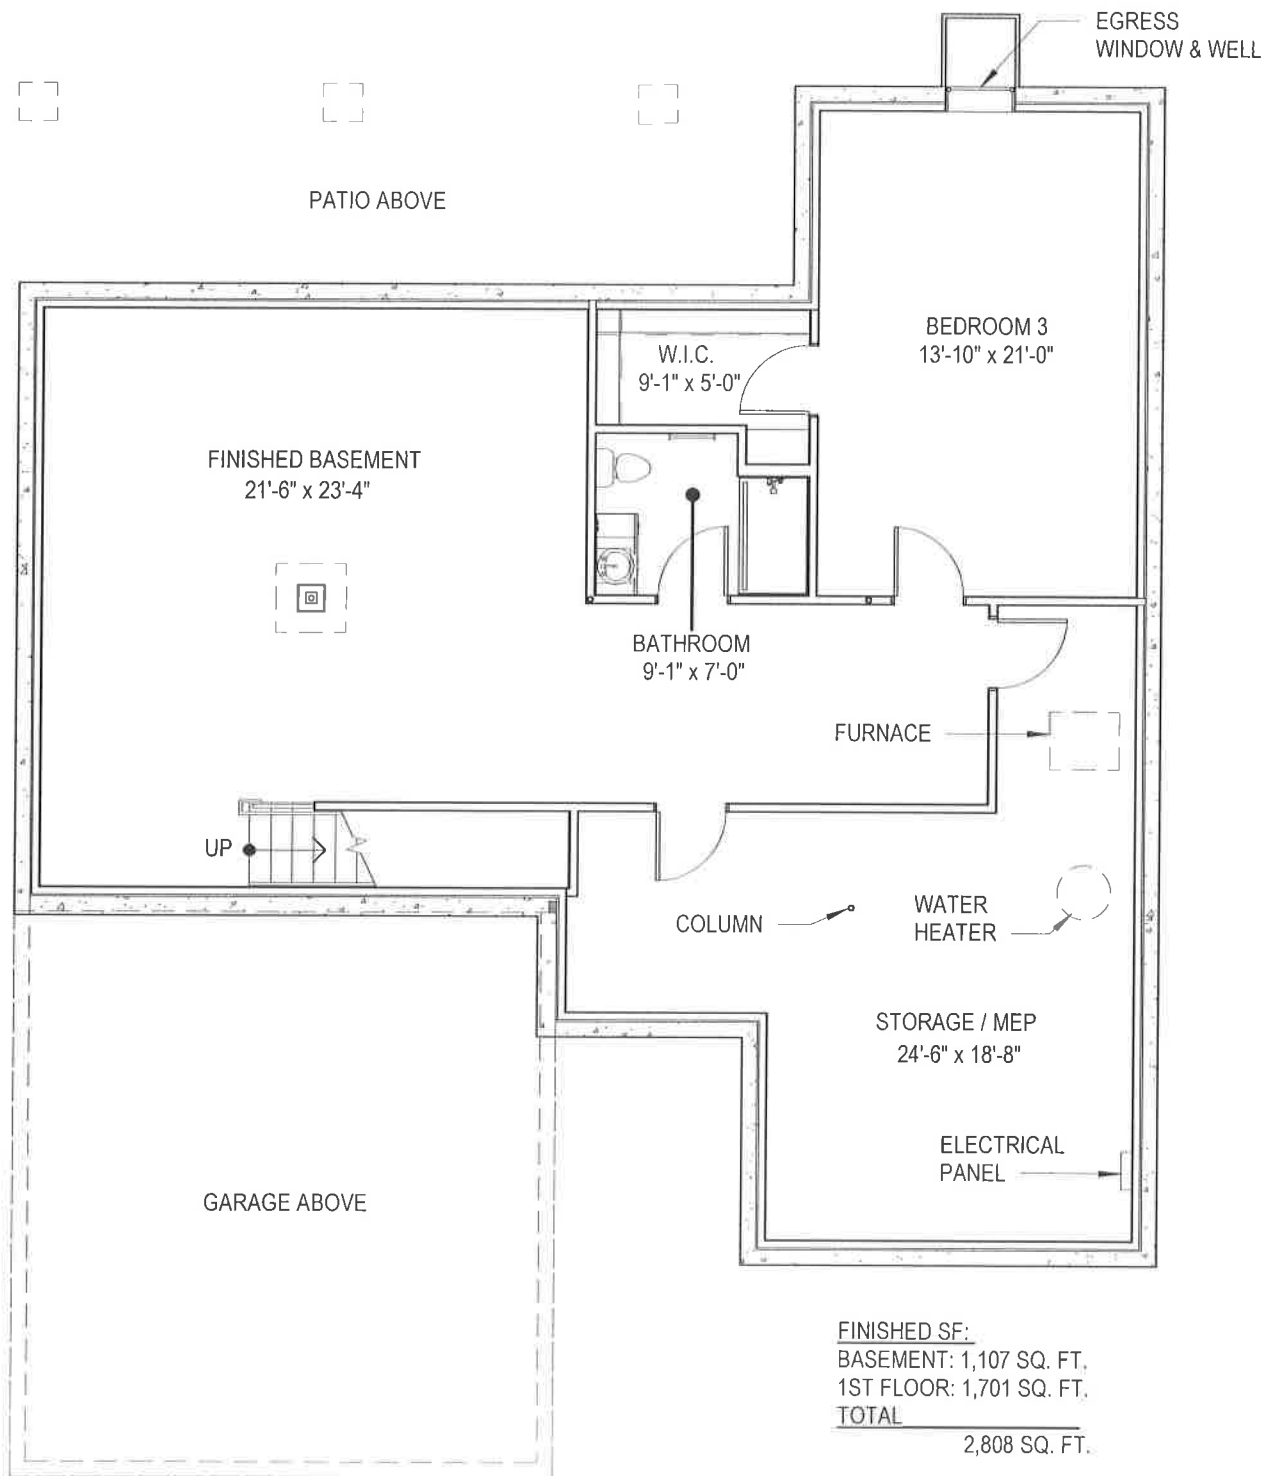 EGRESS
WINDOW & WELL
PATIO ABOVE
BEDROOM 3
13'-10" x 21'-0"
W.I.C.
9'-1" x 5'-0"
FINISHED BASEMENT
21'-6" x 23'-4"
BATHROOM
9'-1" x 7'-0"
FURNACE
UP
COLUMN
WATER
HEATER
STORAGE / MEP
24'-6" x 18'-8"
ELECTRICAL
PANEL
GARAGE ABOVE
FINISHED SF:
BASEMENT: 1,107 SQ. FT.
1ST FLOOR: 1,701 SQ. FT.
TOTAL
2,808 SQ. FT.